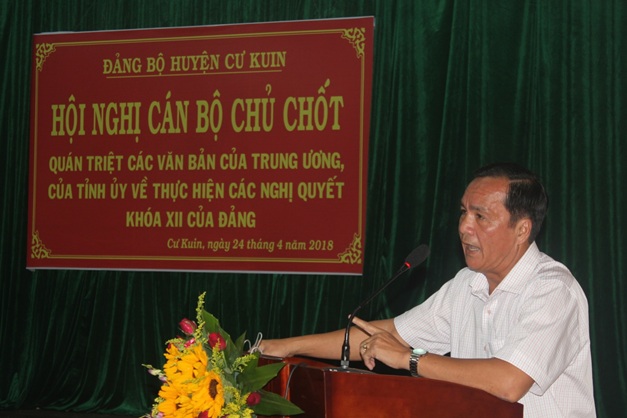 ĐẢNG BỘ HUYỆN CƯ KUIN
HỘI NGHỊ CÁN BỘ CHỦ CHỐT
QUÁN TRIỆT CÁC VĂN BẢN CỦA TRUNG ƯƠNG,
CỦA TỈNH ỦY VỀ THỰC HIỆN CÁC NGHỊ QUYẾT
KHÓA XII CỦA ĐẢNG
Cư Kuin, ngày 24 tháng 4 năm 2018